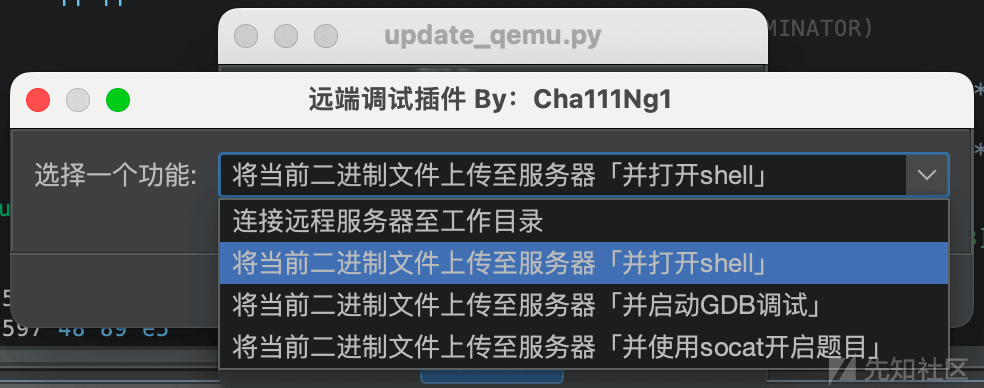 update_qemu.py
MINATOR)
远端调试插件 By：Cha111Ng1
选择一个功能:
将当前二进制文件上传至服务器「并打开shell」
连接远程服务器至工作目录
将当前二进制文件上传至服务器「并打开shell」
将当前二进制文件上传至服务器「并启动GDB调试」
597 48 89 e5
将当前二进制文件上传至服务器「并使用socat开启题目」
先知社区